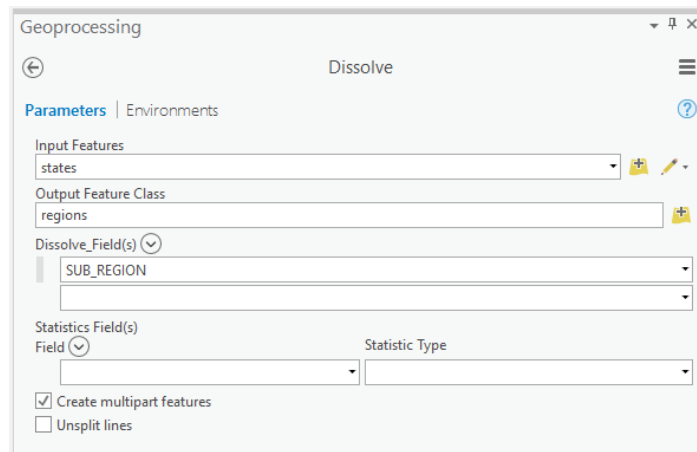 Geoprocessing
Dissolve
Parameters | Environments
Input Features
states
Output Feature Class
regions
Dissolve_Field(s)
SUB_REGION
Statistics Field(s)
Field Statistic Type
Create multipart features
Unsplit lines